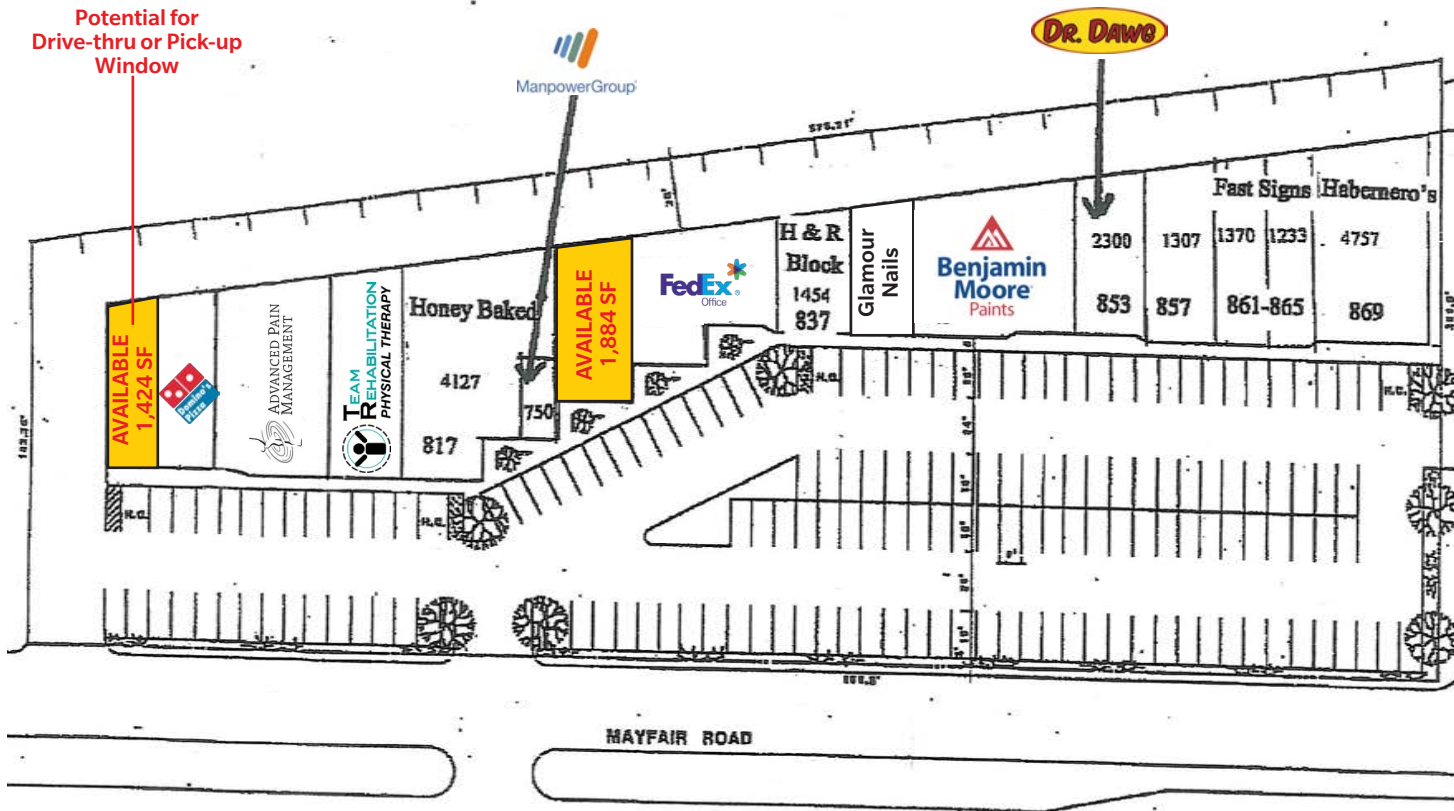 Potential for
Drive-thru or Pick-up
Window
ManpowerGroup
DR. DAWG
AVAILABLE
1,424 SF
Domino's
Pizza
ADVANCED PAIN
MANAGEMENT
TEAM
REHABILITATION
PHYSICAL THERAPY
Honey Baked
4127
817
750
AVAILABLE
1,884 SF
FedEx
Office
H & R
Block
1454
837
Glamour
Nails
Benjamin
Moore
Paints
2300
853
1307
857
Fast Signs
1370
1233
861-865
Habernero's
4757
869
H.C.
H.C.
H.C.
H.C.
24'
MAYFAIR ROAD